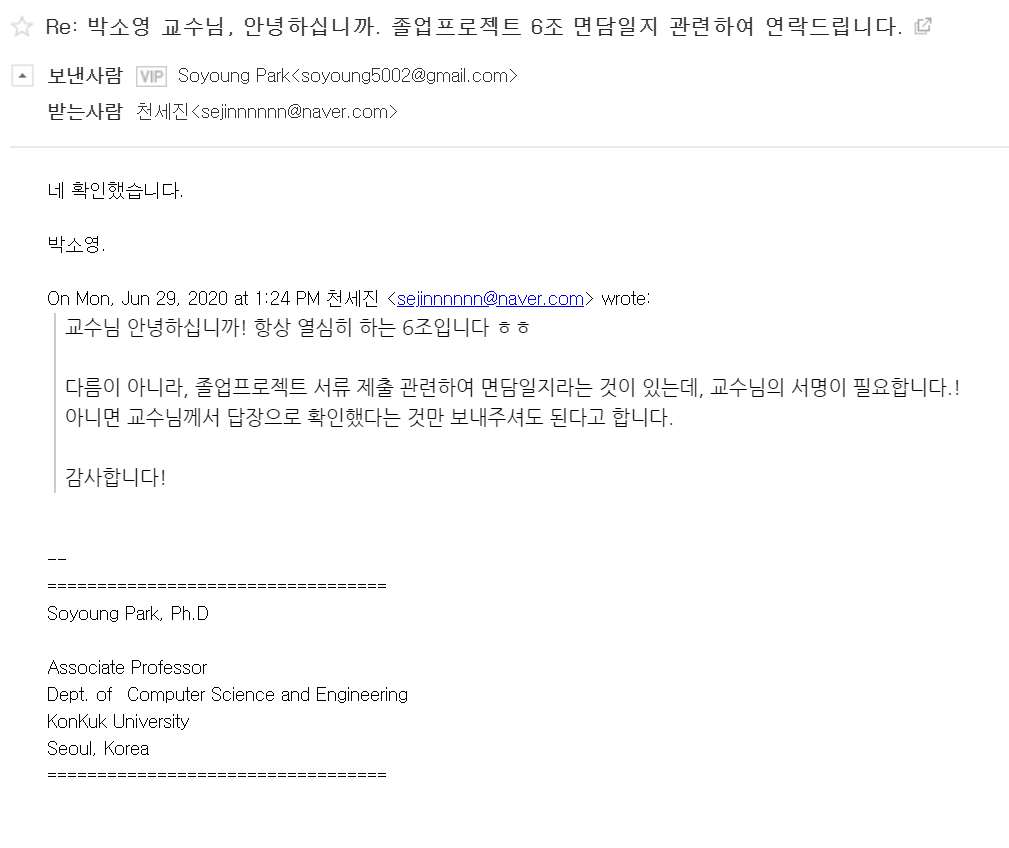 Re: 박소영 교수님, 안녕하십니까. 졸업프로젝트 6조 면담일지 관련하여 연락드립니다.
보낸사람 VIP Soyoung Park<soyoung5002@gmail.com>
받는사람 천세진<sejinnnnnn@naver.com>
네 확인했습니다.
박소영.
On Mon, Jun 29, 2020 at 1:24 PM 천세진 <sejinnnnnn@naver.com> wrote:
교수님 안녕하십니까! 항상 열심히 하는 6조입니다 ㅎㅎ
다름이 아니라, 졸업프로젝트 서류 제출 관련하여 면담일지라는 것이 있는데, 교수님의 서명이 필요합니다.!
아니면 교수님께서 답장으로 확인했다는 것만 보내주셔도 된다고 합니다.
감사합니다!
--
==================================
Soyoung Park, Ph.D
Associate Professor
Dept. of  Computer Science and Engineering
KonKuk University
Seoul, Korea
==================================